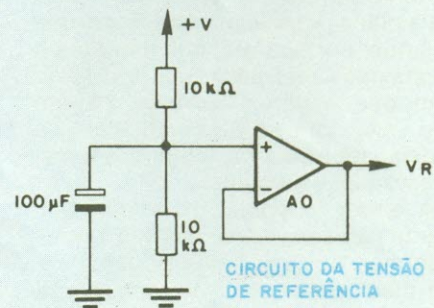 +V
10kΩ
100µF
+
-
AO
VR
10
kΩ
CIRCUITO DA TENSÃO
DE REFERÊNCIA